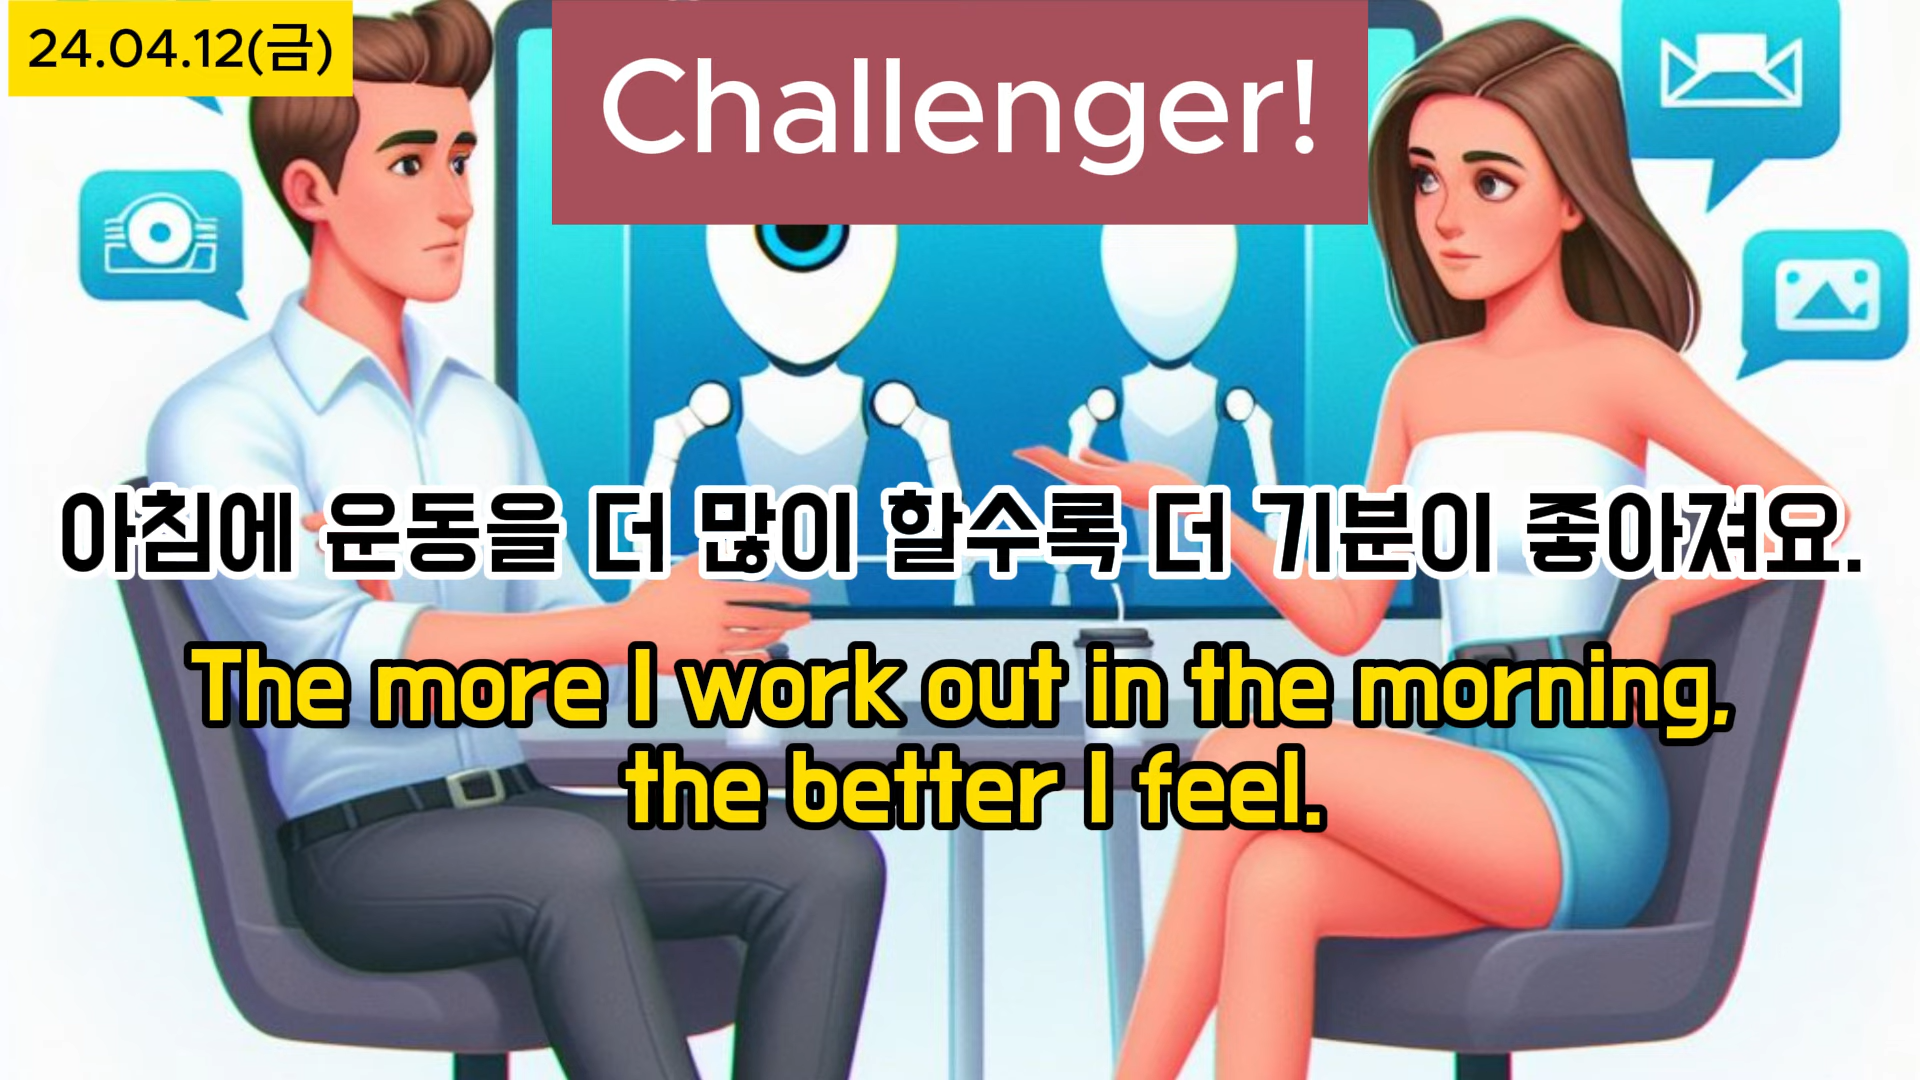 24.04.12(금)
Challenger!
아침에 운동을 더 많이 할수록 더 기분이 좋아져요.
The more I work out in the morning,
the better I feel.